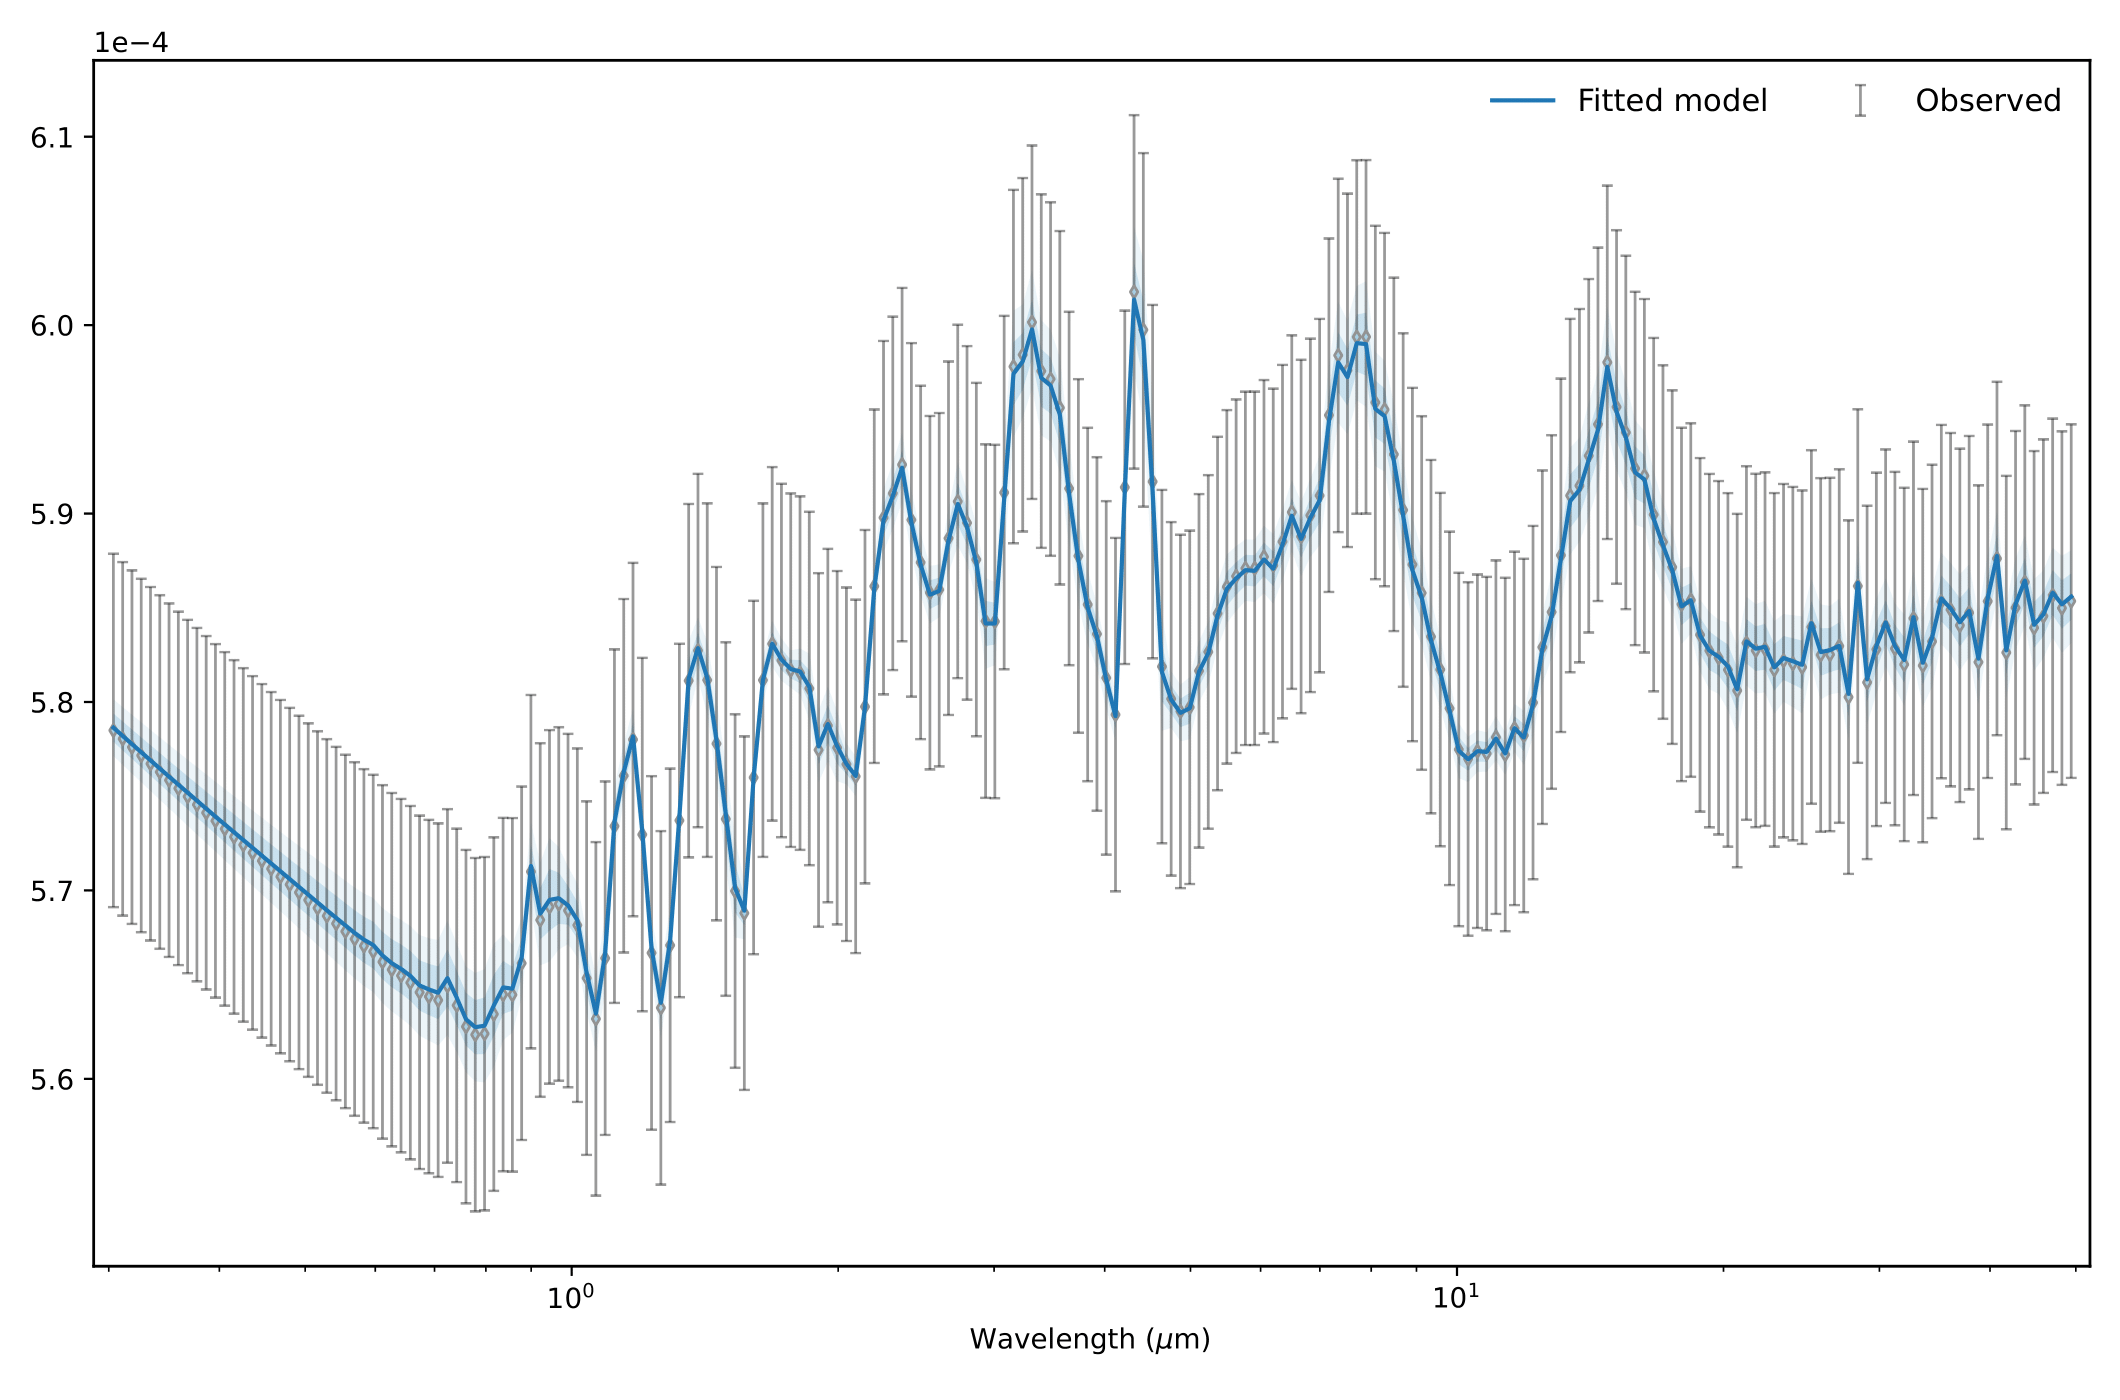 1e−4
Fitted model Observed
6.1
6.0
5.9
5.8
5.7
5.6
10⁰ 10¹
Wavelength (μm)